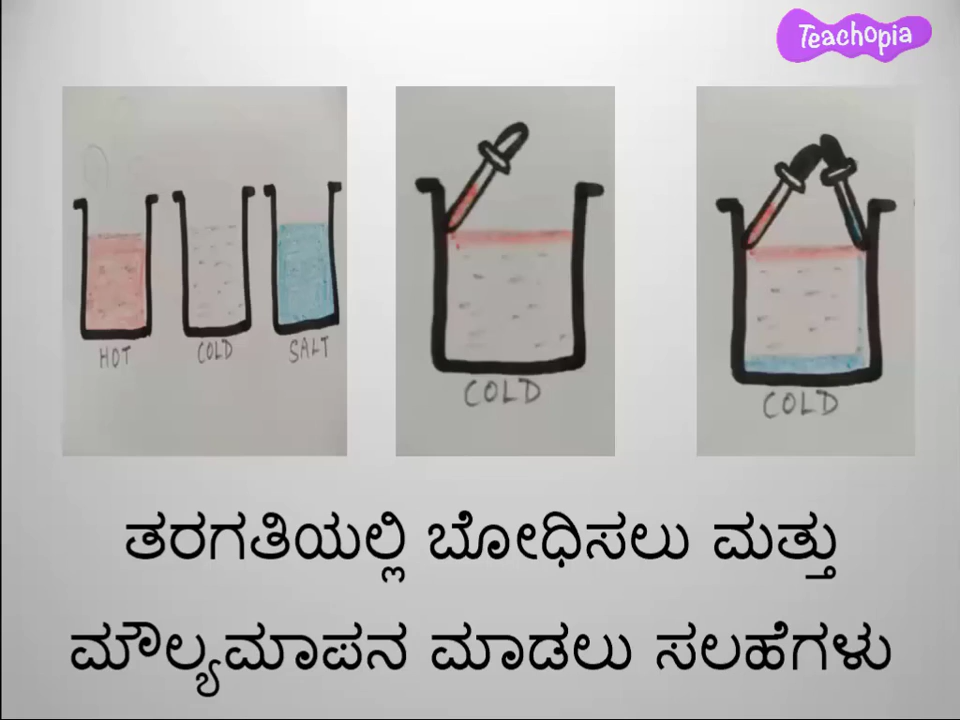 Teachopia
HOT COLD SALT
COLD
COLD
ತರಗತಿಯಲ್ಲಿ ಬೋಧಿಸಲು ಮತ್ತು
ಮೌಲ್ಯಮಾಪನ ಮಾಡಲು ಸಲಹೆಗಳು